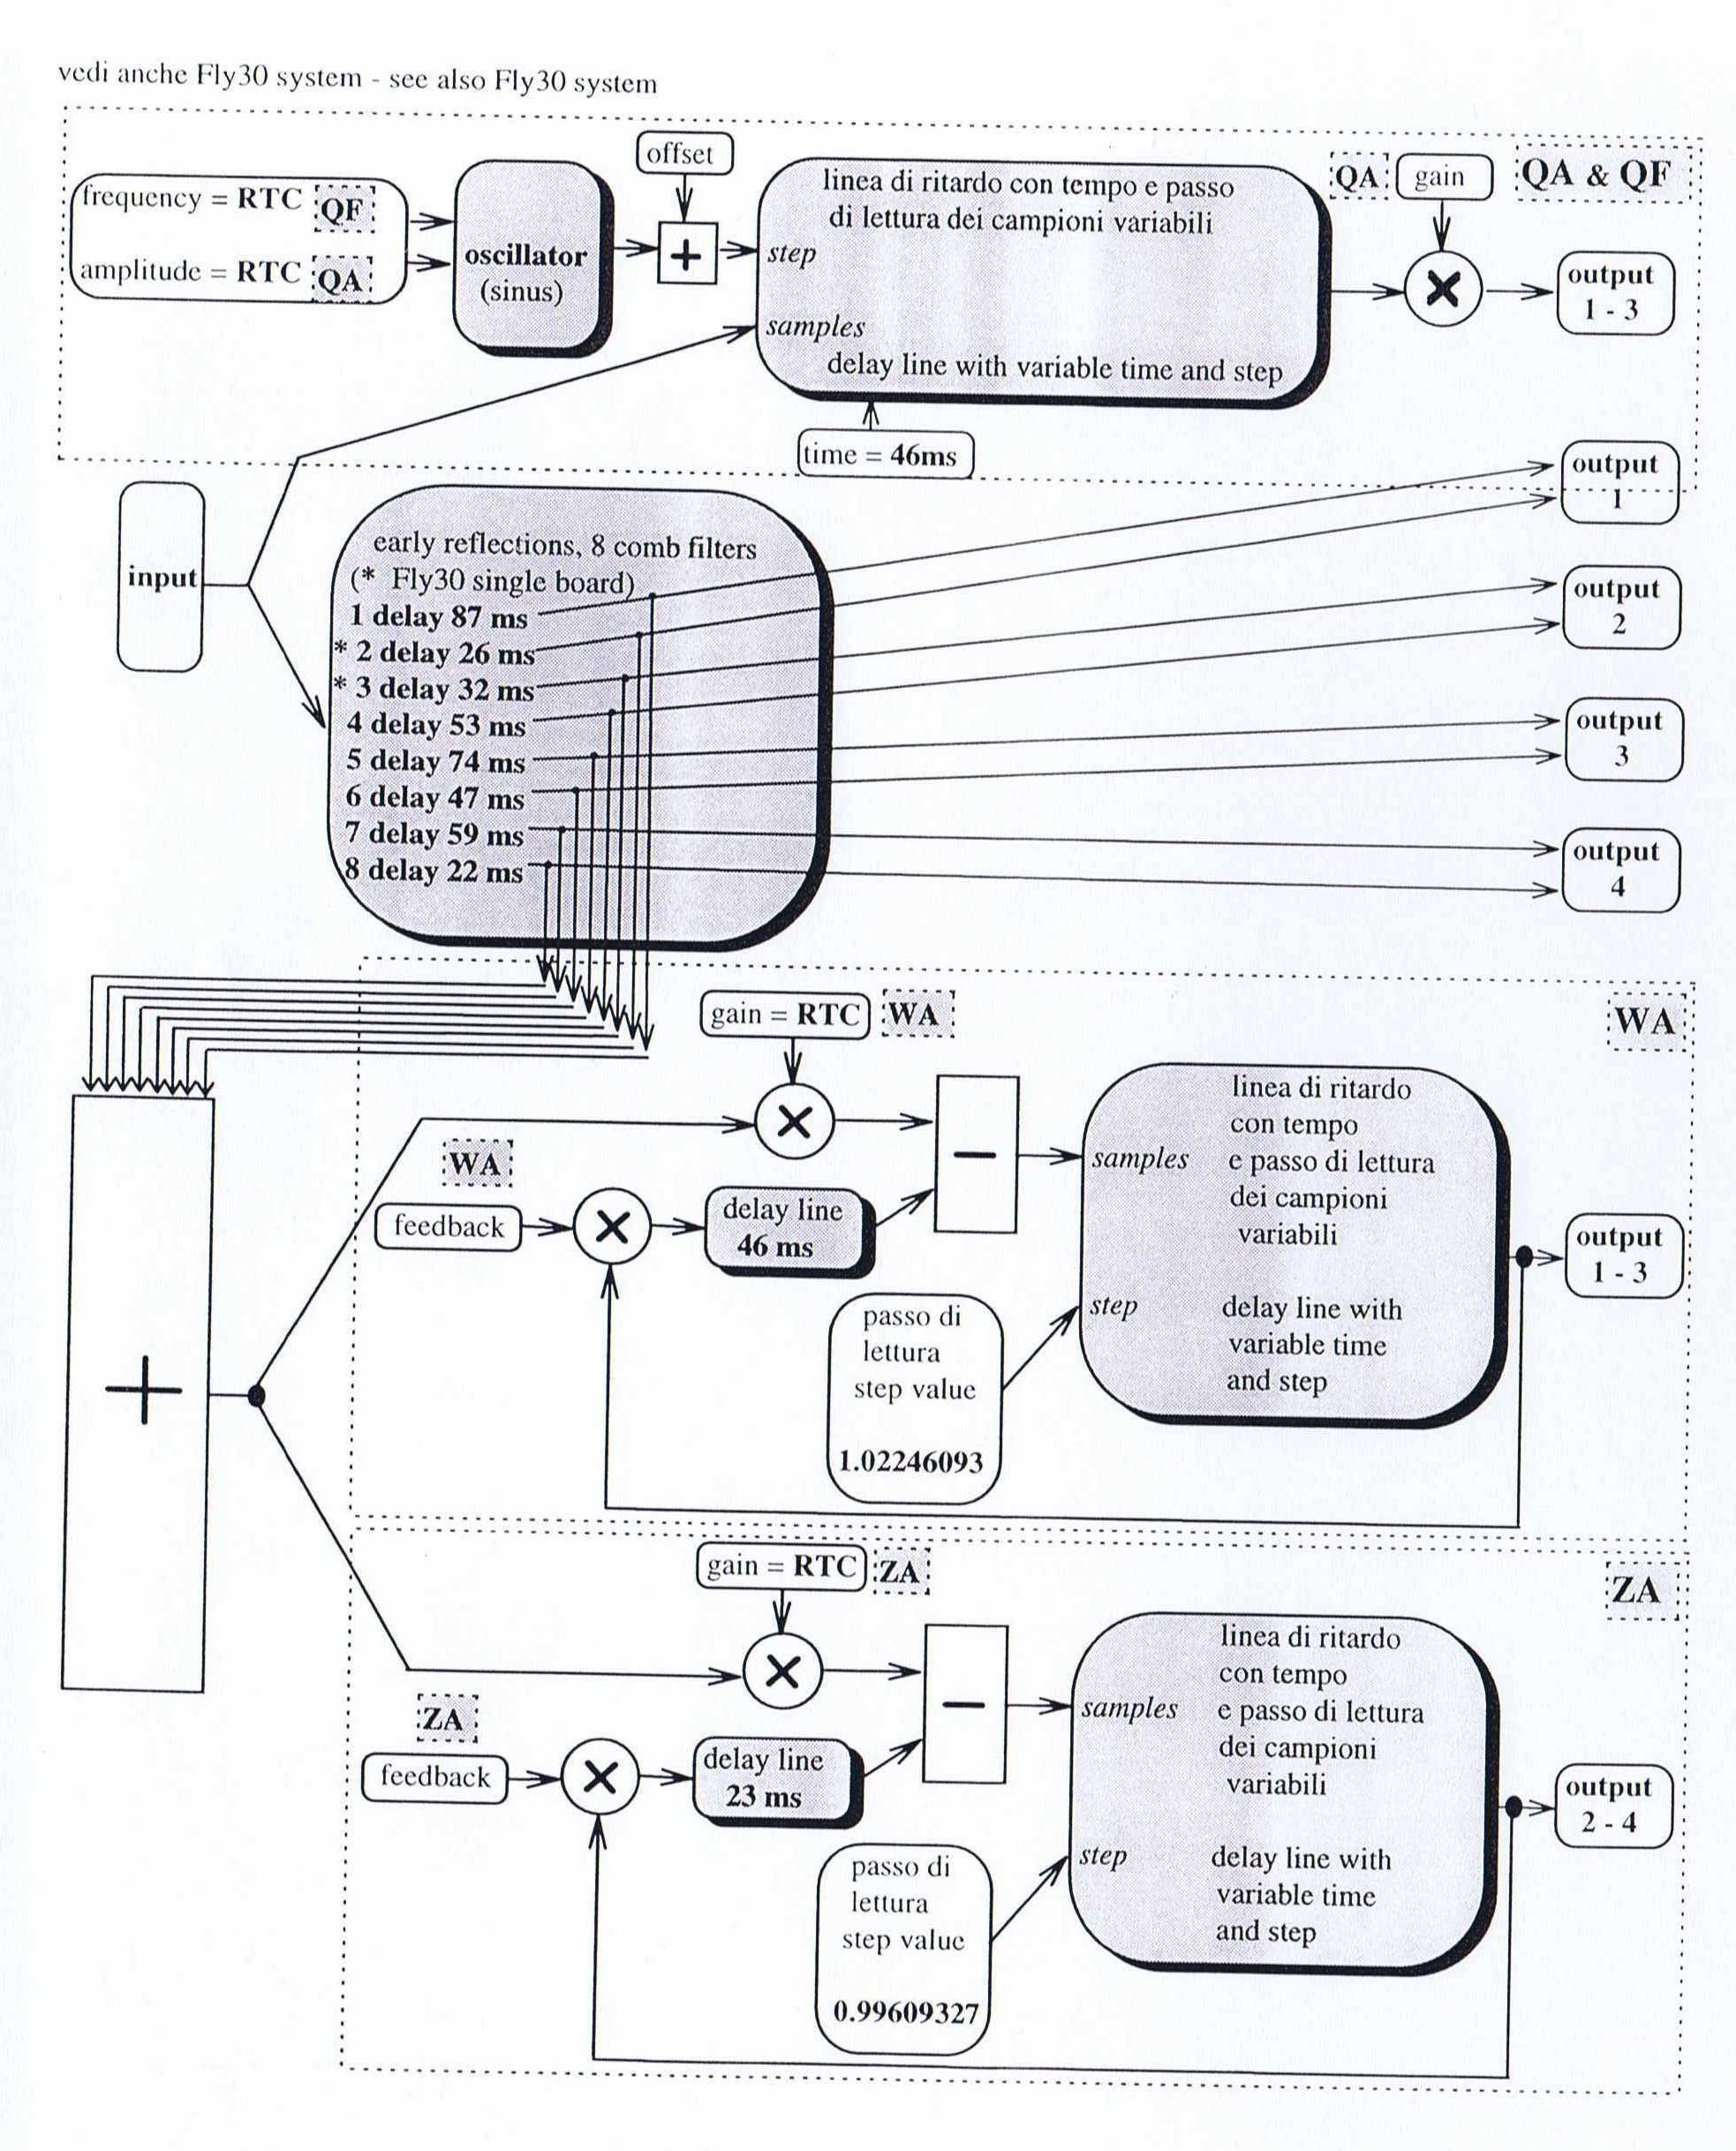 vedi anche Fly30 system - see also Fly30 system
offset
frequency = RTC QF
amplitude = RTC QA
oscillator
(sinus)
+
linea di ritardo con tempo e passo
di lettura dei campioni variabili
step
samples
delay line with variable time and step
time = 46ms
QA
gain
QA & QF
output
1 - 3
input
early reflections, 8 comb filters
(* Fly30 single board)
1 delay 87 ms
* 2 delay 26 ms
* 3 delay 32 ms
4 delay 53 ms
5 delay 74 ms
6 delay 47 ms
7 delay 59 ms
8 delay 22 ms
output
1
output
2
output
3
output
4
gain = RTC WA
WA
WA
feedback
delay line
46 ms
samples
linea di ritardo
con tempo
e passo di lettura
dei campioni
variabili
step
delay line with
variable time
and step
passo di
lettura
step value
1.02246093
output
1 - 3
+
gain = RTC ZA
ZA
ZA
feedback
delay line
23 ms
samples
linea di ritardo
con tempo
e passo di lettura
dei campioni
variabili
step
delay line with
variable time
and step
passo di
lettura
step value
0.99609327
output
2 - 4